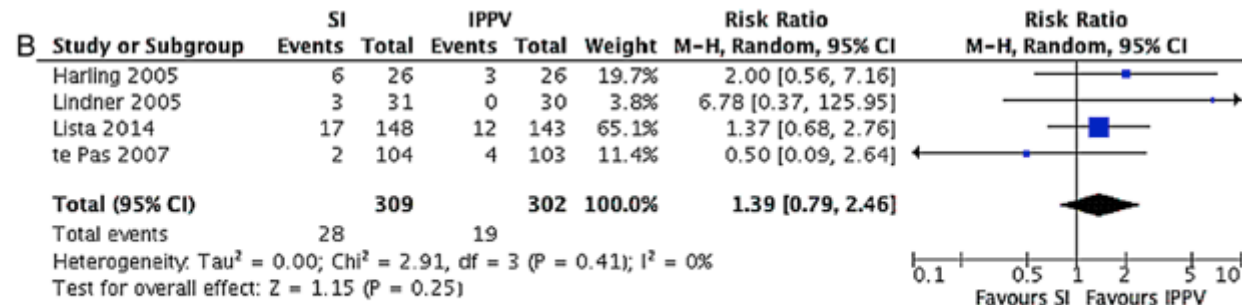 SI IPPV Risk Ratio Risk Ratio
B Study or Subgroup Events Total Events Total Weight M-H, Random, 95% CI M-H, Random, 95% CI
Harling 2005 6 26 3 26 19.7% 2.00 [0.56, 7.16]
Lindner 2005 3 31 0 30 3.8% 6.78 [0.37, 125.95]
Lista 2014 17 148 12 143 65.1% 1.37 [0.68, 2.76]
te Pas 2007 2 104 4 103 11.4% 0.50 [0.09, 2.64]
Total (95% CI) 309 302 100.0% 1.39 [0.79, 2.46]
Total events 28 19
Heterogeneity: Tau² = 0.00; Chi² = 2.91, df = 3 (P = 0.41); I² = 0%
Test for overall effect: Z = 1.15 (P = 0.25)
0.1 0.5 1 2 5 10
Favours SI Favours IPPV